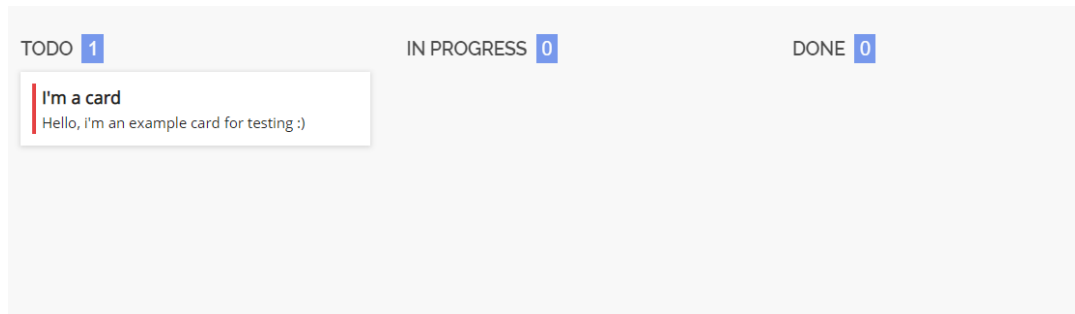 TODO 1
IN PROGRESS 0
DONE 0
I'm a card
Hello, i'm an example card for testing :)